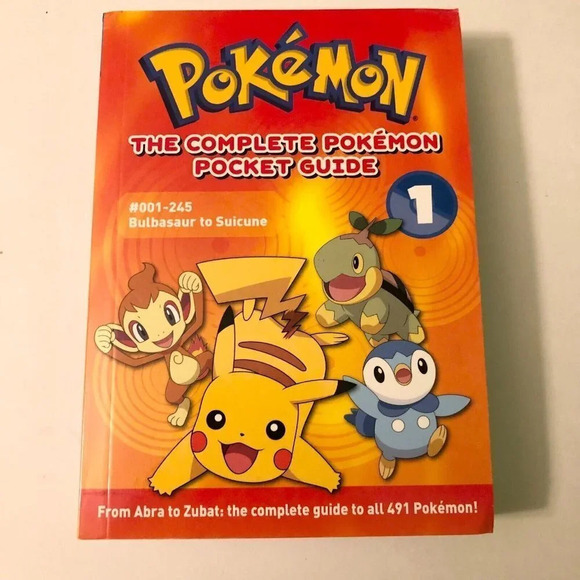 POKéMON
THE COMPLETE POKÉMON
POCKET GUIDE
1
#001-245
Bulbasaur to Suicune
From Abra to Zubat: the complete guide to all 491 Pokémon!